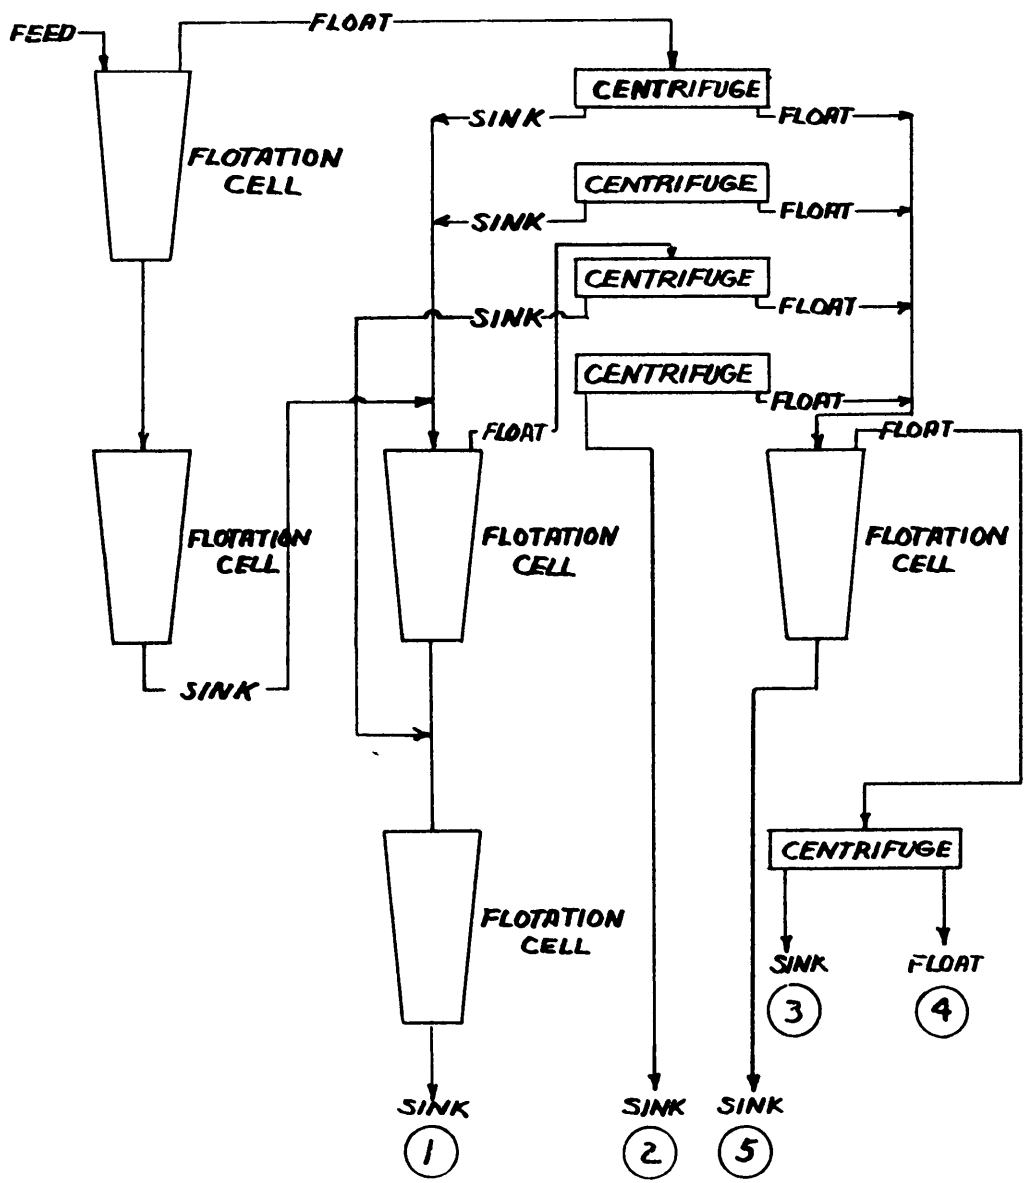 FEED
FLOAT
CENTRIFUGE
SINK
FLOAT
FLOTATION
CELL
CENTRIFUGE
SINK
FLOAT
CENTRIFUGE
SINK
FLOAT
CENTRIFUGE
FLOAT
FLOAT
FLOAT
FLOTATION
CELL
FLOTATION
CELL
FLOTATION
CELL
SINK
CENTRIFUGE
FLOTATION
CELL
SINK
FLOAT
3
4
SINK
SINK
SINK
1
2
5